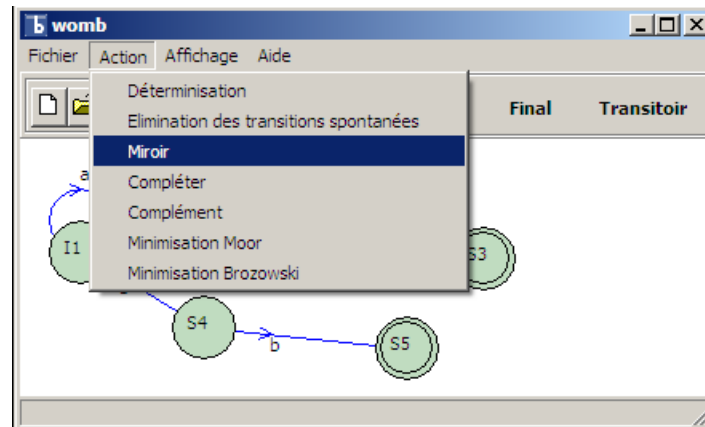 womb
Fichier Action Affichage Aide
Déterminisation
Elimination des transitions spontanées
Final Transitoir
Miroir
a
Compléter
Complément
I1
S3
Minimisation Moor
Minimisation Brozowski
S4
b
S5